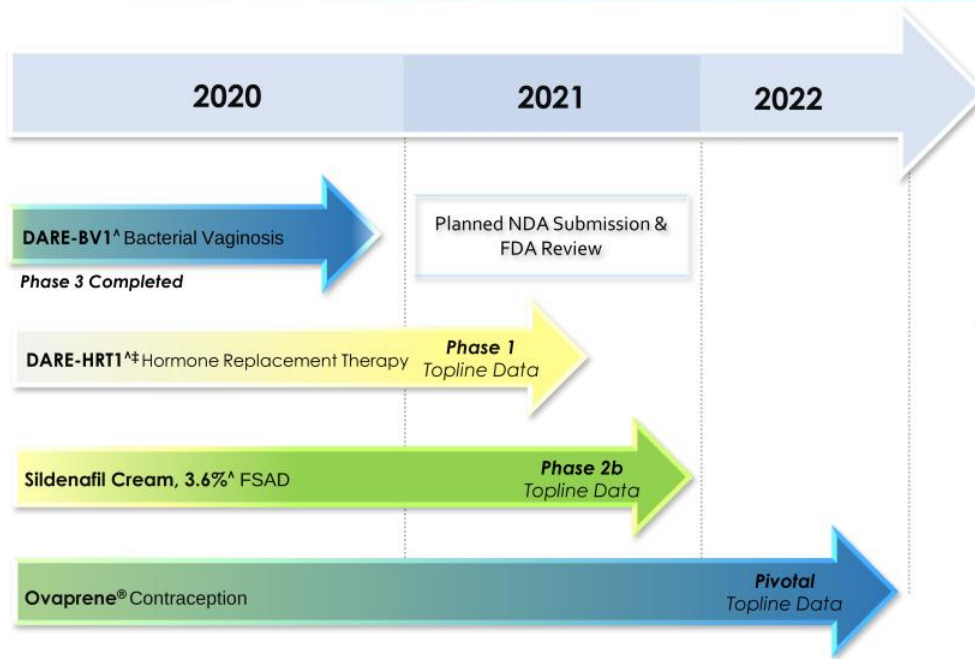 2020 2021 2022
DARE-BV1^ Bacterial Vaginosis
Planned NDA Submission &
FDA Review
Phase 3 Completed
DARE-HRT1^‡ Hormone Replacement Therapy
Phase 1
Topline Data
Sildenafil Cream, 3.6%^ FSAD
Phase 2b
Topline Data
Ovaprene® Contraception
Pivotal
Topline Data